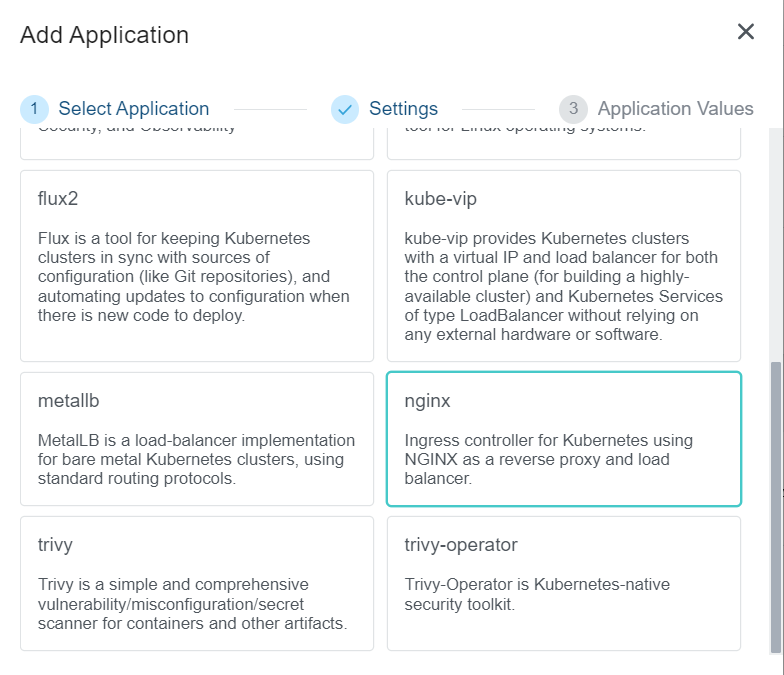 Add Application
1 Select Application Settings 3 Application Values
Security, and Observability
tool for Linux operating systems.
flux2
Flux is a tool for keeping Kubernetes
clusters in sync with sources of
configuration (like Git repositories), and
automating updates to configuration when
there is new code to deploy.
kube-vip
kube-vip provides Kubernetes clusters
with a virtual IP and load balancer for both
the control plane (for building a highly-
available cluster) and Kubernetes Services
of type LoadBalancer without relying on
any external hardware or software.
metallb
MetalLB is a load-balancer implementation
for bare metal Kubernetes clusters, using
standard routing protocols.
nginx
Ingress controller for Kubernetes using
NGINX as a reverse proxy and load
balancer.
trivy
Trivy is a simple and comprehensive
vulnerability/misconfiguration/secret
scanner for containers and other artifacts.
trivy-operator
Trivy-Operator is Kubernetes-native
security toolkit.